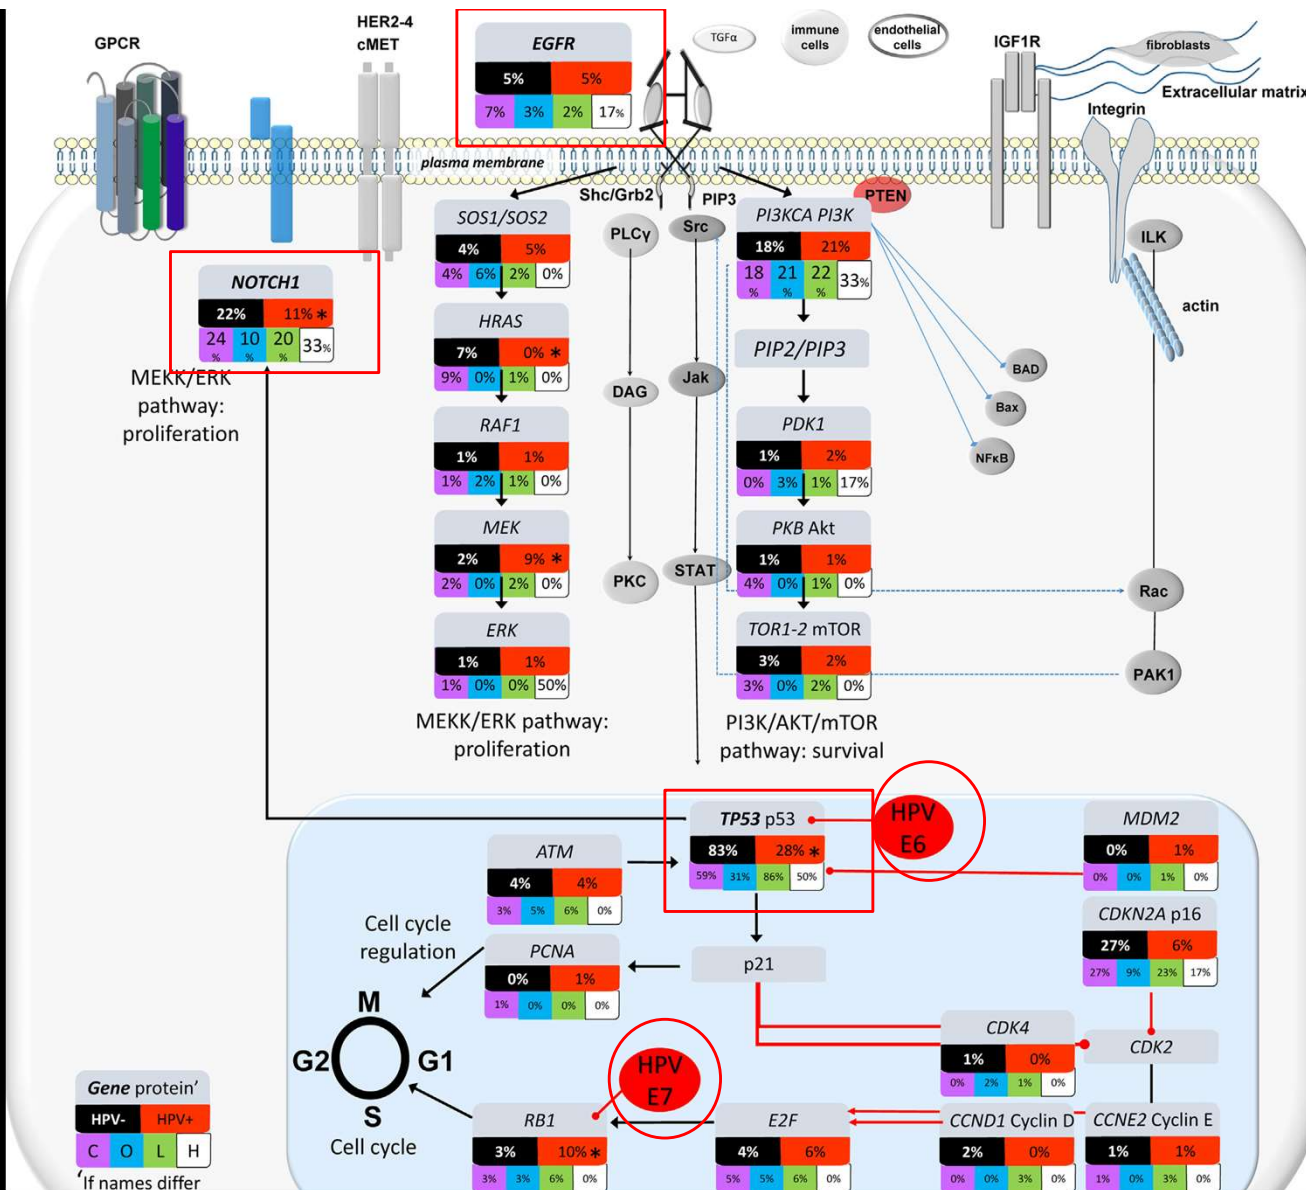 GPCR
HER2-4
cMET
EGFR
5% 5%
7% 3% 2% 17%
TGFα
immune
cells
endothelial
cells
IGF1R
fibroblasts
Extracellular matrix
Integrin
plasma membrane
Shc/Grb2
PIP3
PTEN
NOTCH1
22% 11% *
24% 10% 20% 33%
MEKK/ERK
pathway:
proliferation
SOS1/SOS2
4% 5%
4% 6% 2% 0%
HRAS
7% 0% *
9% 0% 1% 0%
RAF1
1% 1%
1% 2% 1% 0%
MEK
2% 9% *
2% 0% 2% 0%
ERK
1% 1%
1% 0% 0% 50%
MEKK/ERK pathway:
proliferation
PLCγ
DAG
PKC
Src
Jak
STAT
PI3KCA PI3K
18% 21%
18% 21% 22% 33%
PIP2/PIP3
PDK1
1% 2%
0% 3% 1% 17%
PKB Akt
1% 1%
4% 0% 1% 0%
TOR1-2 mTOR
3% 2%
3% 0% 2% 0%
PI3K/AKT/mTOR
pathway: survival
BAD
Bax
NFκB
ILK
actin
Rac
PAK1
TP53 p53
83% 28% *
59% 31% 86% 50%
HPV
E6
MDM2
0% 1%
0% 0% 1% 0%
ATM
4% 4%
3% 5% 6% 0%
CDKN2A p16
27% 6%
27% 9% 23% 17%
Cell cycle
regulation
PCNA
0% 1%
1% 0% 0% 0%
p21
M
G2 G1
S
Cell cycle
HPV
E7
CDK4
1% 0%
0% 2% 1% 0%
CDK2
RB1
3% 10% *
3% 3% 6% 0%
E2F
4% 6%
5% 5% 6% 0%
CCND1 Cyclin D
2% 0%
0% 0% 3% 0%
CCNE2 Cyclin E
1% 1%
1% 0% 3% 0%
Gene protein'
HPV- HPV+
C O L H
'If names differ